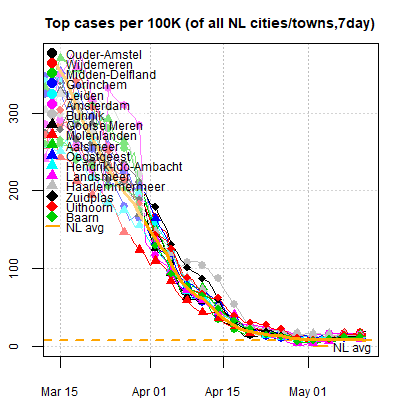 Top cases per 100K (of all NL cities/towns,7day)
Ouder-Amstel
Wijdemeren
Midden-Delfland
Gorinchem
Leiden
Amsterdam
Bunnik
Gooise Meren
Molenlanden
Aalsmeer
Oegstgeest
Hendrik-Ido-Ambacht
Landsmeer
Haarlemmermeer
Zuidplas
Uithoorn
Baarn
NL avg
300
200
100
0
NL avg
Mar 15
Apr 01
Apr 15
May 01